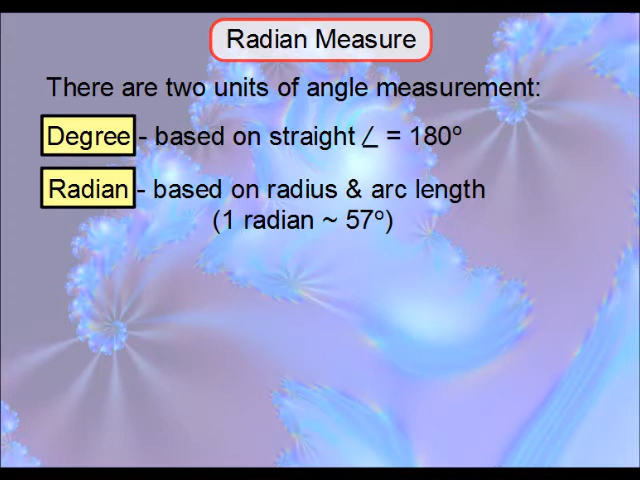 Radian Measure
There are two units of angle measurement:
Degree - based on straight ∠ = 180°
Radian - based on radius & arc length
(1 radian ~ 57°)